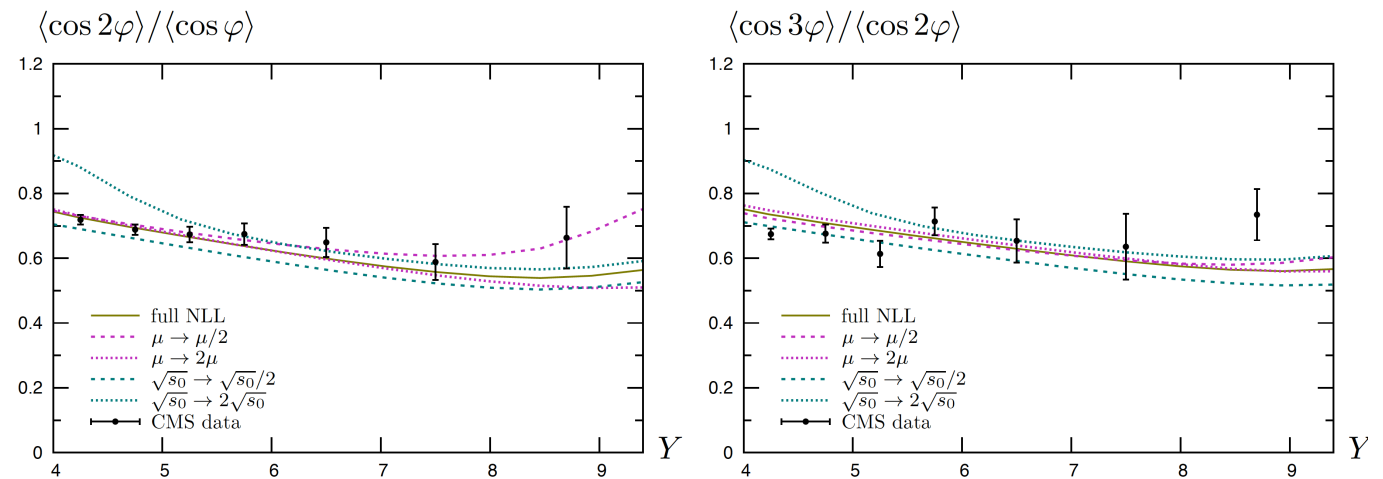 ⟨cos 2φ⟩/⟨cos φ⟩
1.2
1
0.8
0.6
0.4
0.2
0
full NLL
μ → μ/2
μ → 2μ
√s₀ → √s₀/2
√s₀ → 2√s₀
CMS data
4 5 6 7 8 9
Y
⟨cos 3φ⟩/⟨cos 2φ⟩
1.2
1
0.8
0.6
0.4
0.2
0
full NLL
μ → μ/2
μ → 2μ
√s₀ → √s₀/2
√s₀ → 2√s₀
CMS data
4 5 6 7 8 9
Y